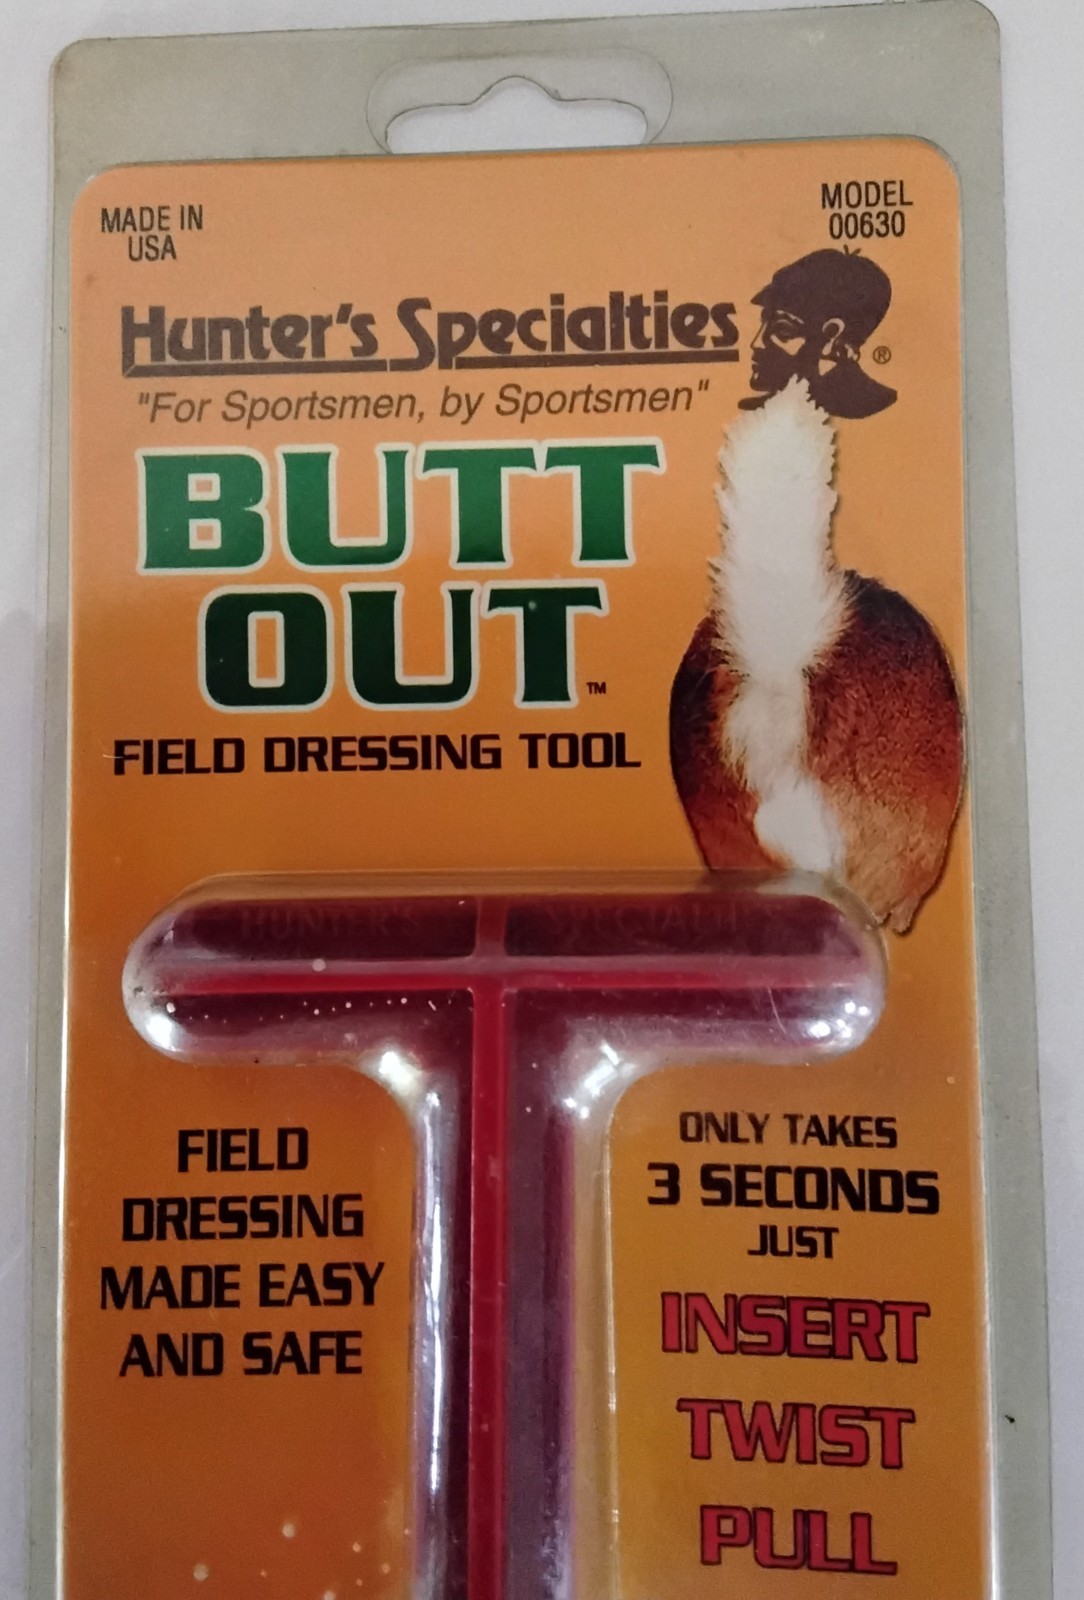 MADE IN
USA
MODEL
00630
Hunter's Specialties ®
"For Sportsmen, by Sportsmen"
BUTT
OUT™
FIELD DRESSING TOOL
HUNTER'S SPECIALTIES
FIELD
DRESSING
MADE EASY
AND SAFE
ONLY TAKES
3 SECONDS
JUST
INSERT
TWIST
PULL